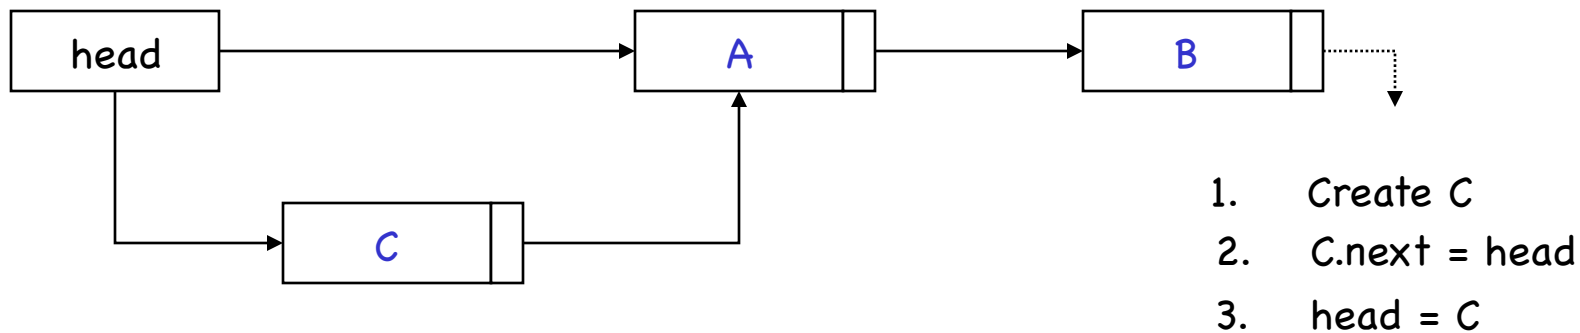 head
A
B
C
1. Create C
2. C.next = head
3. head = C